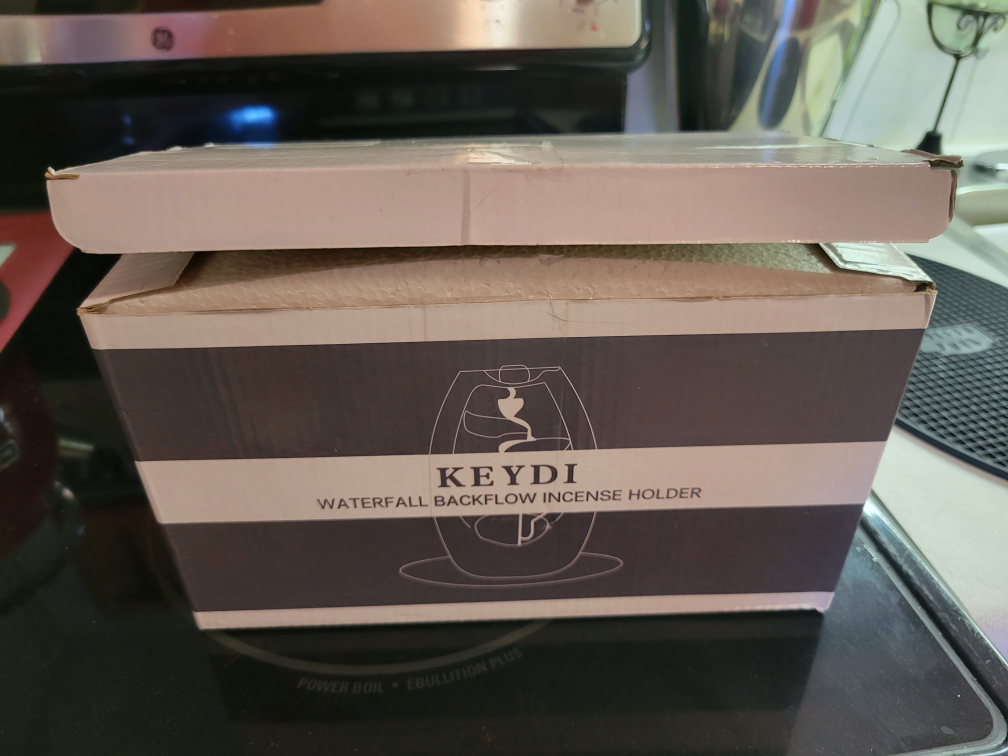 KEYDI
WATERFALL BACKFLOW INCENSE HOLDER
POWER BOIL • EBULLITION PLUS